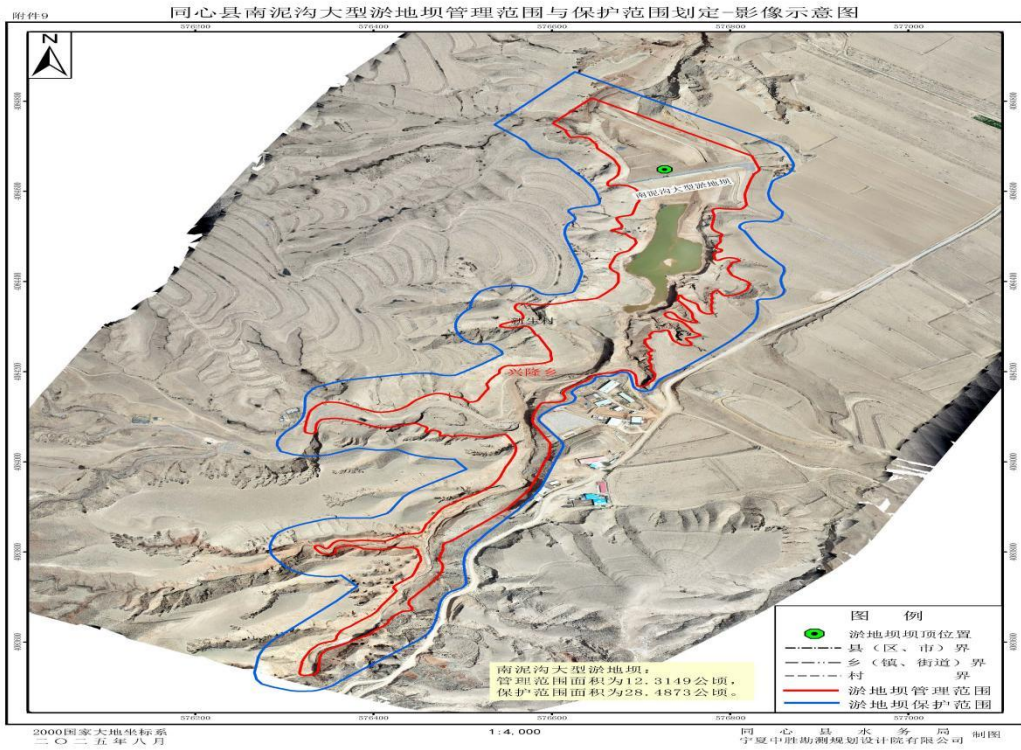 附件9
同心县南泥沟大型淤地坝管理范围与保护范围划定-影像示意图
576200 576400 576600 576800 577000
N
南泥沟大型淤地坝
兴隆乡
图 例
淤地坝坝顶位置
县（区、市）界
乡（镇、街道）界
村 界
淤地坝管理范围
淤地坝保护范围
南泥沟大型淤地坝：
管理范围面积为12.3149公顷，
保护范围面积为28.4873公顷。
576200 576400 576600 576800 577000
2000国家大地坐标系
二〇二五年八月
1:4,000
同心县水务局
宁夏中胜勘测规划设计院有限公司
制图